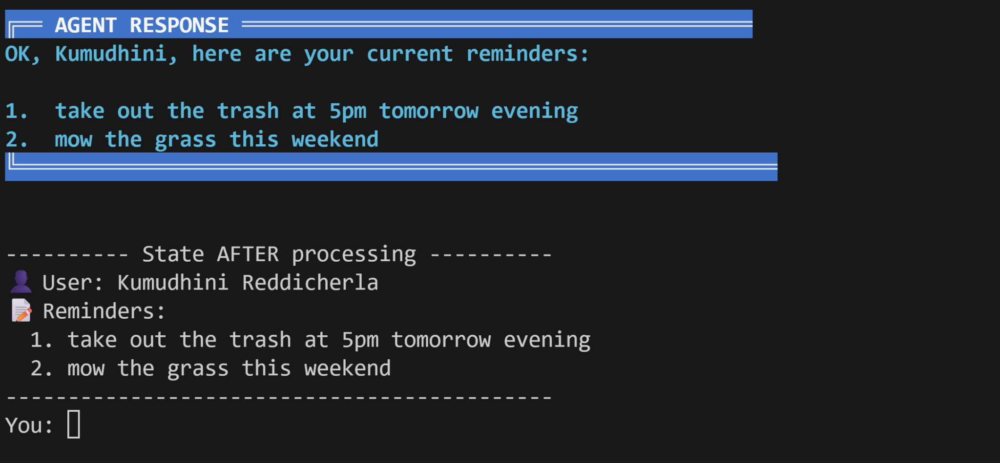 ╔═══ AGENT RESPONSE ═════════════════════════════════════════
OK, Kumudhini, here are your current reminders:
1.  take out the trash at 5pm tomorrow evening
2.  mow the grass this weekend
╚═════════════════════════════════════════════════════════════
---------- State AFTER processing ----------
👤 User: Kumudhini Reddicherla
📝 Reminders:
  1. take out the trash at 5pm tomorrow evening
  2. mow the grass this weekend
--------------------------------------------
You: